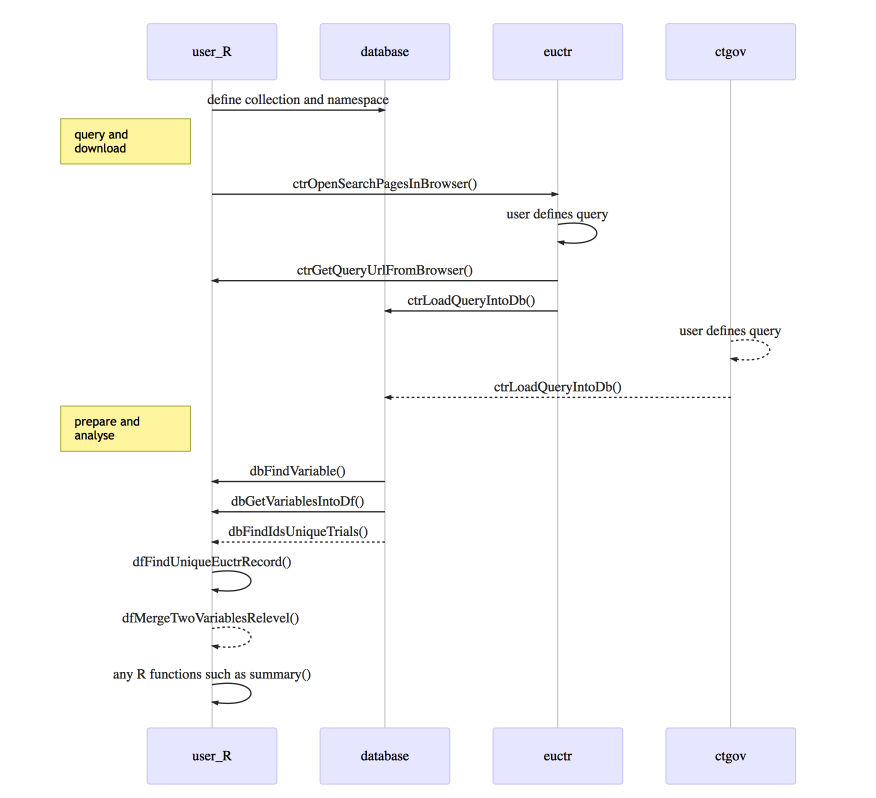 user_R
database
euctr
ctgov
define collection and namespace
query and
download
ctrOpenSearchPagesInBrowser()
user defines query
ctrGetQueryUrlFromBrowser()
ctrLoadQueryIntoDb()
user defines query
ctrLoadQueryIntoDb()
prepare and
analyse
dbFindVariable()
dbGetVariablesIntoDf()
dbFindIdsUniqueTrials()
dfFindUniqueEuctrRecord()
dfMergeTwoVariablesRelevel()
any R functions such as summary()
user_R
database
euctr
ctgov